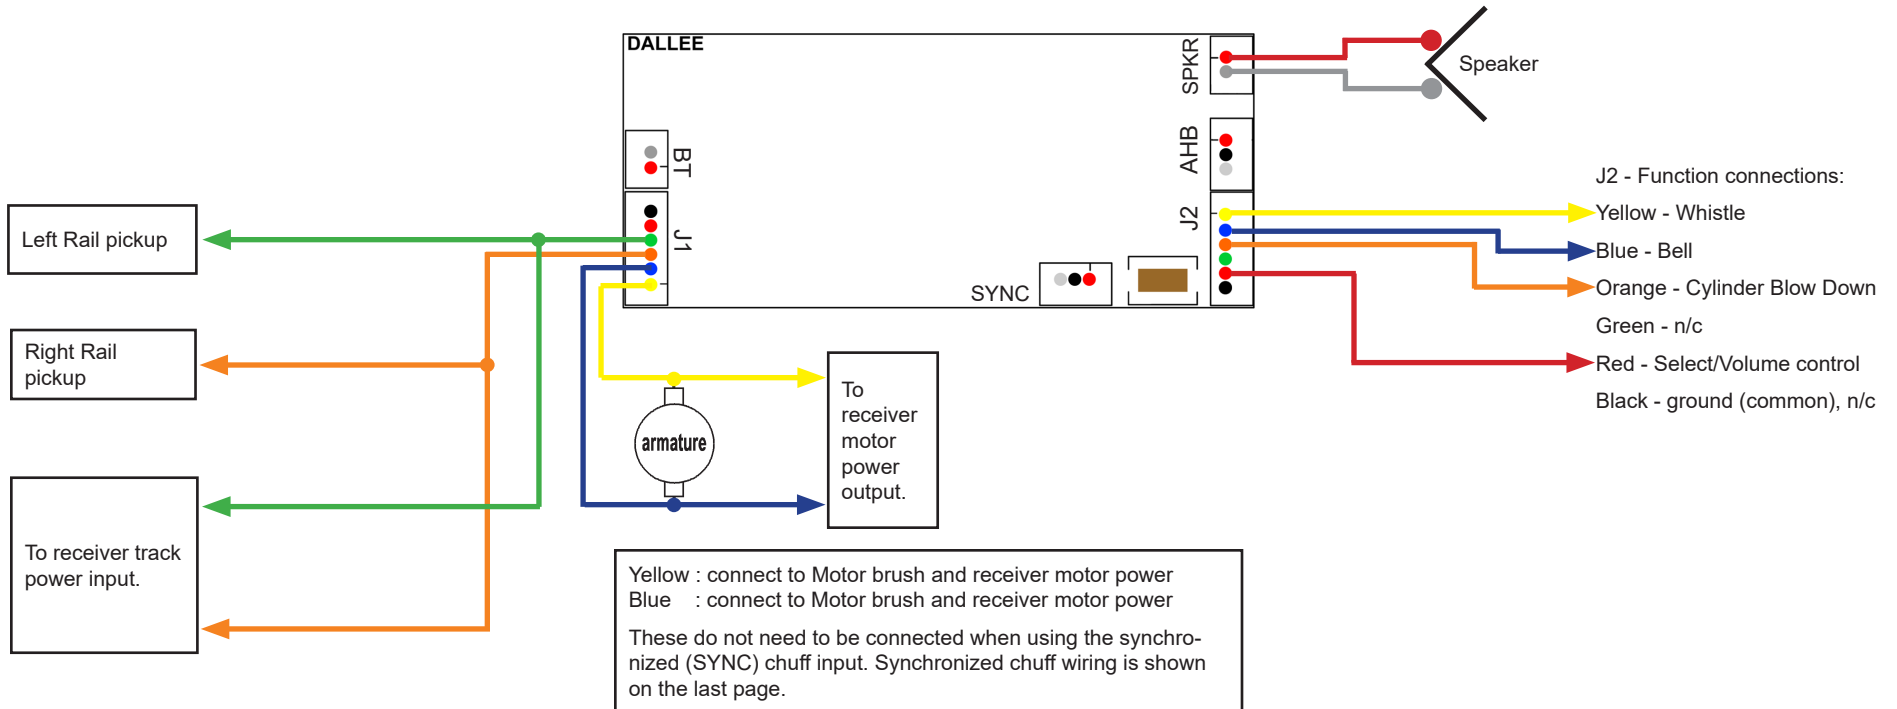 DALLEE
SPKR
Speaker
BT
AHB
J1
J2
SYNC
Left Rail pickup
Right Rail
pickup
To receiver track
power input.
armature
To
receiver
motor
power
output.
J2 - Function connections:
Yellow - Whistle
Blue - Bell
Orange - Cylinder Blow Down
Green - n/c
Red - Select/Volume control
Black - ground (common), n/c
Yellow : connect to Motor brush and receiver motor power
Blue : connect to Motor brush and receiver motor power
These do not need to be connected when using the synchro-
nized (SYNC) chuff input. Synchronized chuff wiring is shown
on the last page.